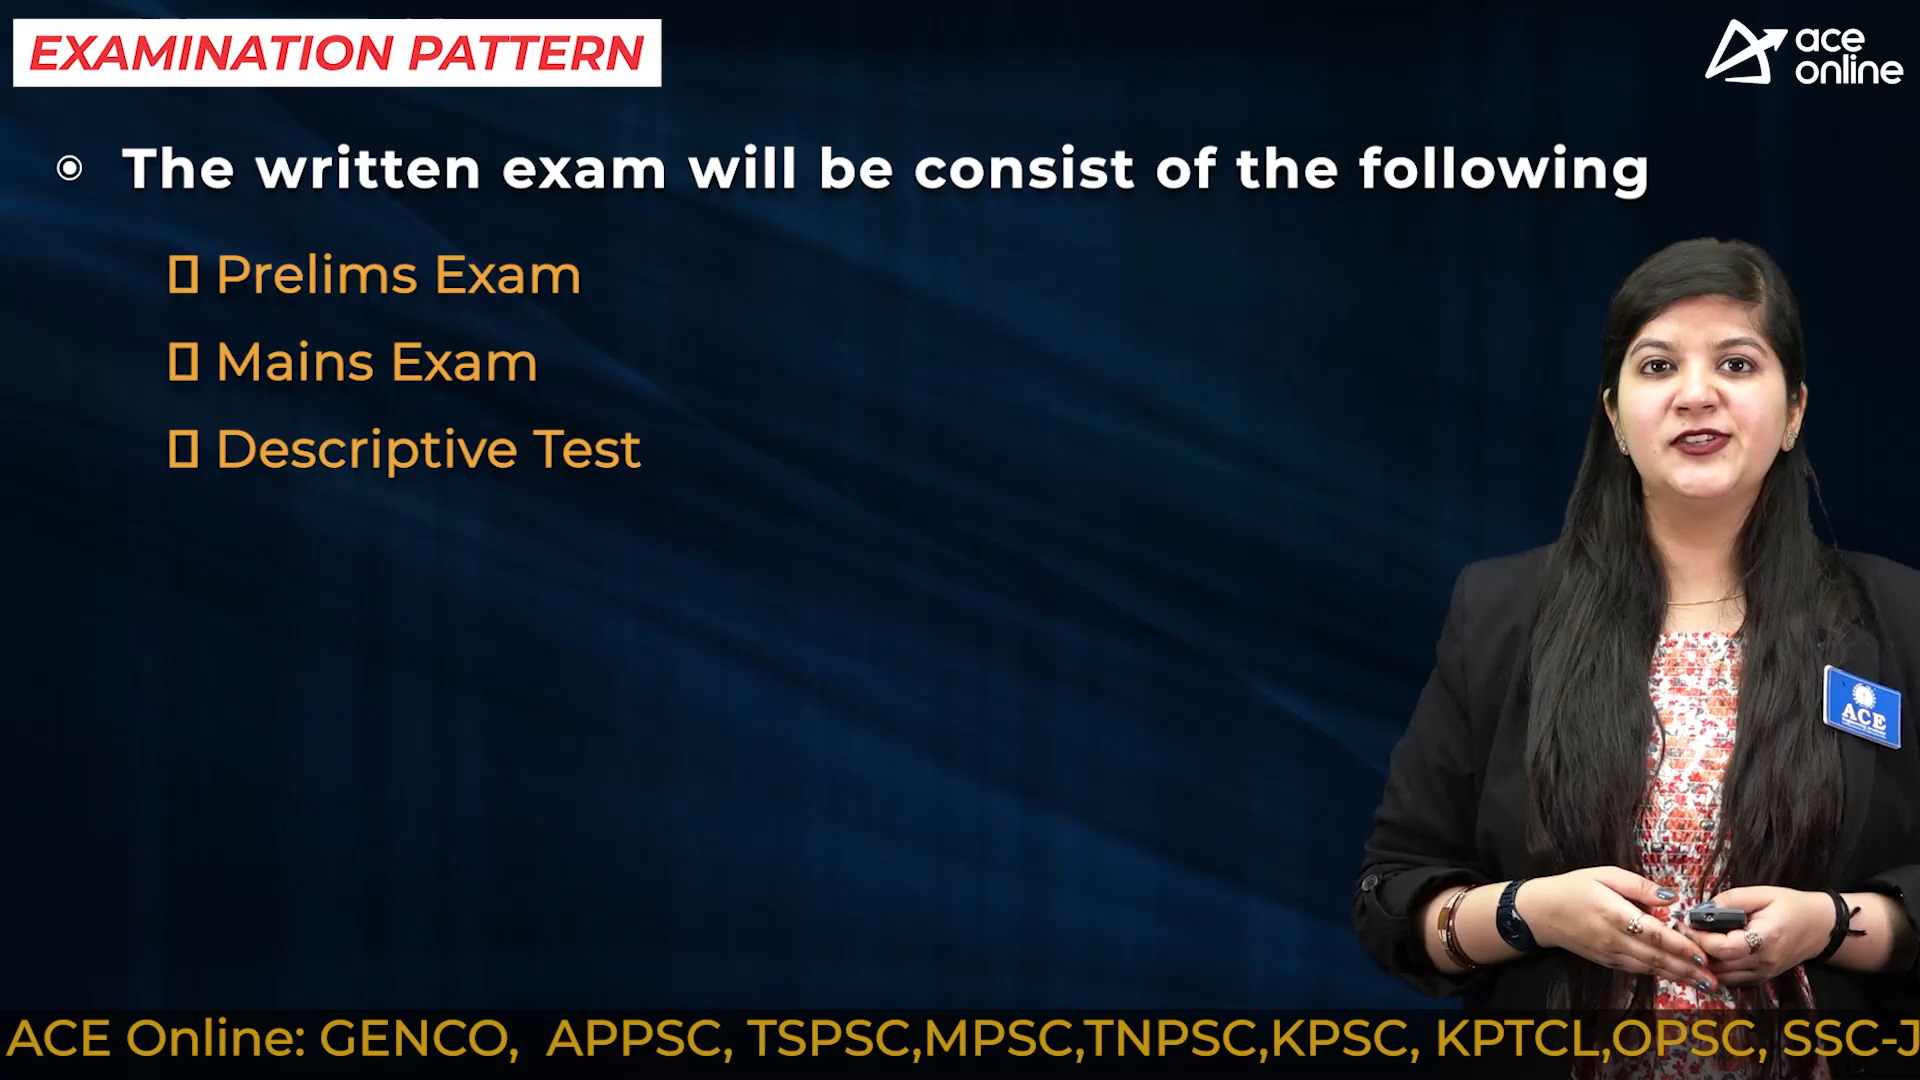 EXAMINATION PATTERN
ace
online
The written exam will be consist of the following
Prelims Exam
Mains Exam
Descriptive Test
ACE
ACE Online: GENCO, APPSC, TSPSC,MPSC,TNPSC,KPSC, KPTCL,OPSC, SSC-J